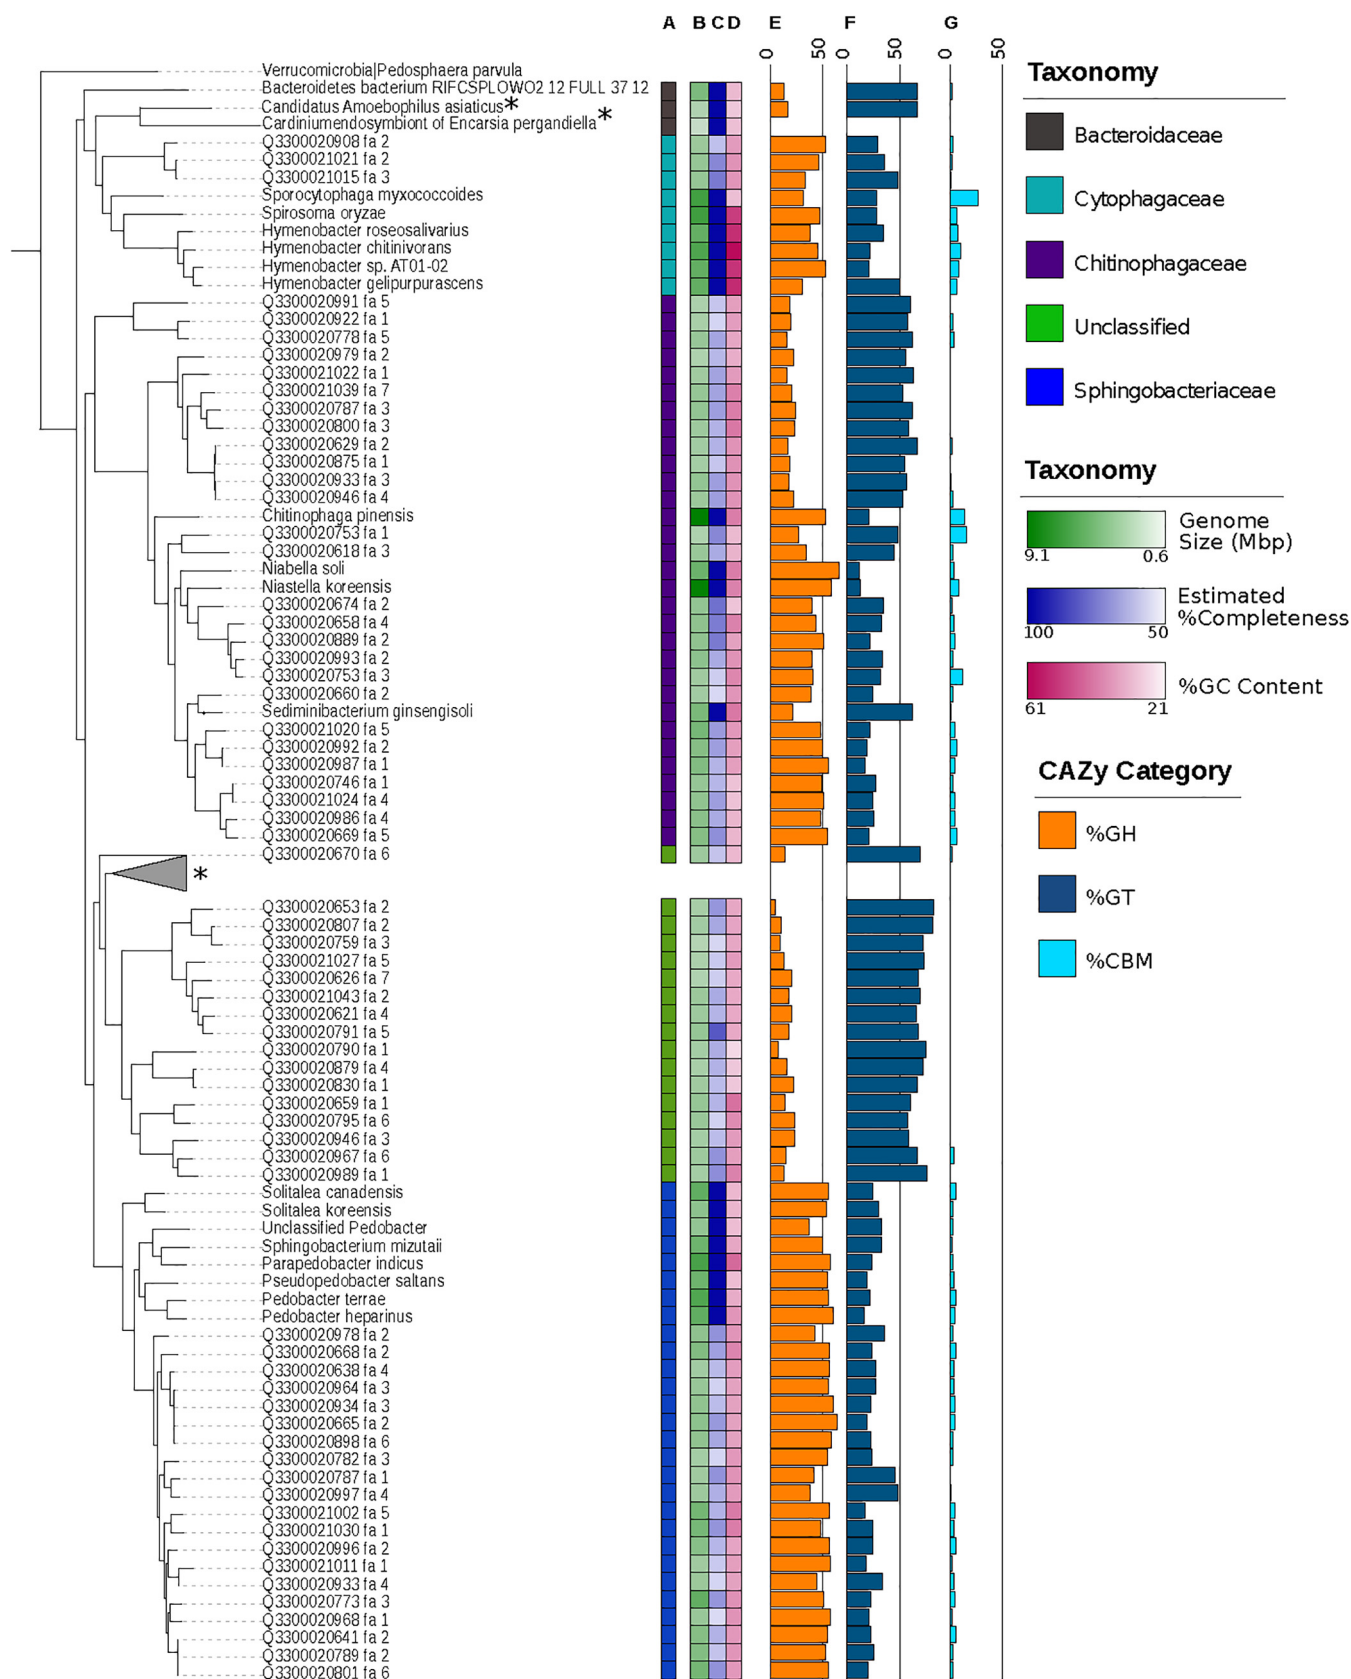 A B C D E F G
0 50 0 50 0 50
Verrucomicrobia|Pedosphaera parvula
Bacteroidetes bacterium RIFCSPLOWO2 12 FULL 37 12
Candidatus Amoebophilus asiaticus*
Cardiniumendosymbiont of Encarsia pergandiella*
Q3300020908 fa 2
Q3300021021 fa 2
Q3300021015 fa 3
Sporocytophaga myxococcoides
Spirosoma oryzae
Hymenobacter roseosalivarius
Hymenobacter chitinivorans
Hymenobacter sp. AT01-02
Hymenobacter gelipurpurascens
Q3300020991 fa 5
Q3300020922 fa 1
Q3300020778 fa 5
Q3300020979 fa 2
Q3300021022 fa 1
Q3300021039 fa 7
Q3300020787 fa 3
Q3300020800 fa 3
Q3300020629 fa 2
Q3300020875 fa 1
Q3300020933 fa 3
Q3300020946 fa 4
Chitinophaga pinensis
Q3300020753 fa 1
Q3300020618 fa 3
Niabella soli
Niastella koreensis
Q3300020674 fa 2
Q3300020658 fa 4
Q3300020889 fa 2
Q3300020993 fa 2
Q3300020753 fa 3
Q3300020660 fa 2
Sediminibacterium ginsengisoli
Q3300021020 fa 5
Q3300020992 fa 2
Q3300020987 fa 1
Q3300020746 fa 1
Q3300021024 fa 4
Q3300020986 fa 4
Q3300020669 fa 5
Q3300020670 fa 6
*
Q3300020653 fa 2
Q3300020807 fa 2
Q3300020759 fa 3
Q3300021027 fa 5
Q3300020626 fa 7
Q3300021043 fa 2
Q3300020621 fa 4
Q3300020791 fa 5
Q3300020790 fa 1
Q3300020879 fa 4
Q3300020830 fa 1
Q3300020659 fa 1
Q3300020795 fa 6
Q3300020946 fa 3
Q3300020967 fa 6
Q3300020989 fa 1
Solitalea canadensis
Solitalea koreensis
Unclassified Pedobacter
Sphingobacterium mizutaii
Parapedobacter indicus
Pseudopedobacter saltans
Pedobacter terrae
Pedobacter heparinus
Q3300020978 fa 2
Q3300020668 fa 2
Q3300020638 fa 4
Q3300020964 fa 3
Q3300020934 fa 3
Q3300020665 fa 2
Q3300020898 fa 6
Q3300020782 fa 3
Q3300020787 fa 1
Q3300020997 fa 4
Q3300021002 fa 5
Q3300021030 fa 1
Q3300020996 fa 2
Q3300021011 fa 1
Q3300020933 fa 4
Q3300020773 fa 3
Q3300020968 fa 1
Q3300020641 fa 2
Q3300020789 fa 2
Q3300020801 fa 6
Taxonomy
Bacteroidaceae
Cytophagaceae
Chitinophagaceae
Unclassified
Sphingobacteriaceae
Taxonomy
Genome
Size (Mbp)
9.1 0.6
Estimated
%Completeness
100 50
%GC Content
61 21
CAZy Category
%GH
%GT
%CBM